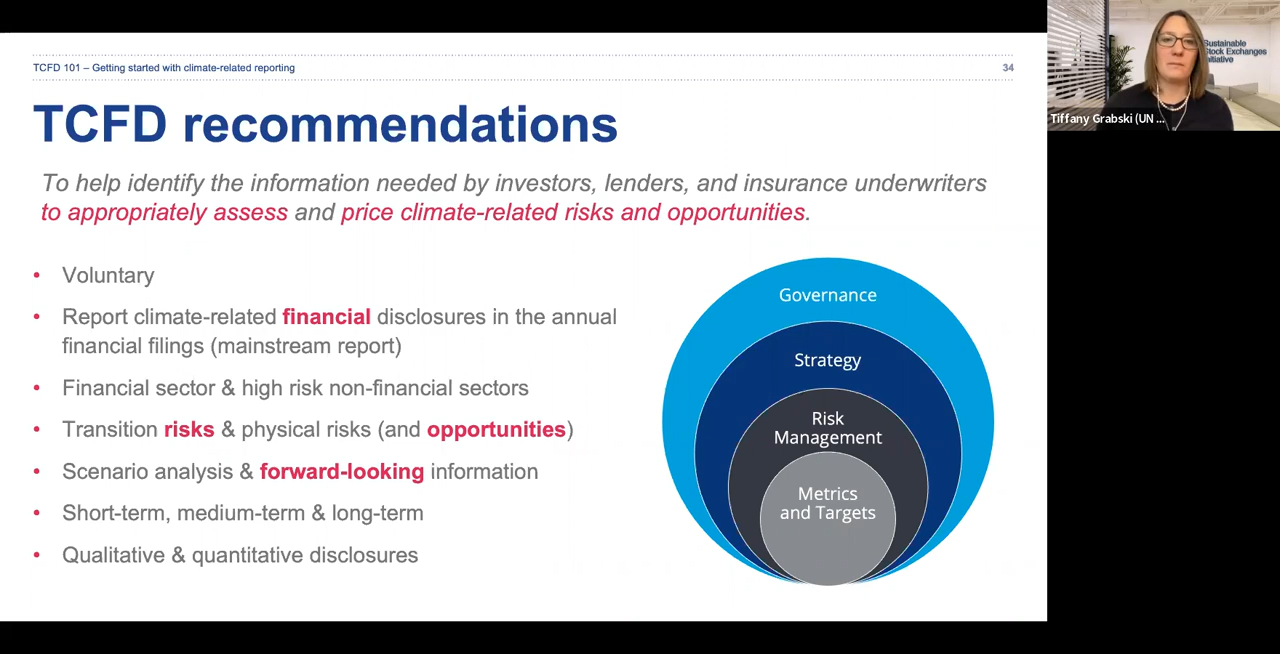 TCFD 101 – Getting started with climate-related reporting
34
TCFD recommendations
To help identify the information needed by investors, lenders, and insurance underwriters
to appropriately assess and price climate-related risks and opportunities.
• Voluntary
• Report climate-related financial disclosures in the annual
financial filings (mainstream report)
• Financial sector & high risk non-financial sectors
• Transition risks & physical risks (and opportunities)
• Scenario analysis & forward-looking information
• Short-term, medium-term & long-term
• Qualitative & quantitative disclosures
Governance
Strategy
Risk
Management
Metrics
and Targets
Sustainable
Stock Exchanges
Initiative
Tiffany Grabski (UN ...